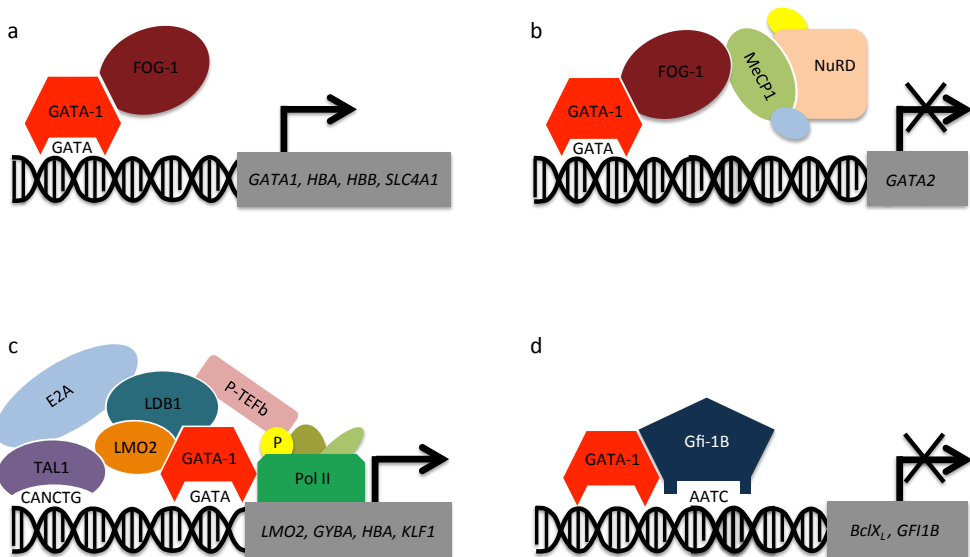 a
FOG-1
GATA-1
GATA
GATA1, HBA, HBB, SLC4A1
b
FOG-1
MeCP1
NuRD
GATA-1
GATA
GATA2
c
E2A
LDB1
P-TEFb
P
LMO2
GATA-1
TAL1
Pol II
CANCTG
GATA
LMO2, GYBA, HBA, KLF1
d
Gfi-1B
GATA-1
AATC
BclXL, GFI1B